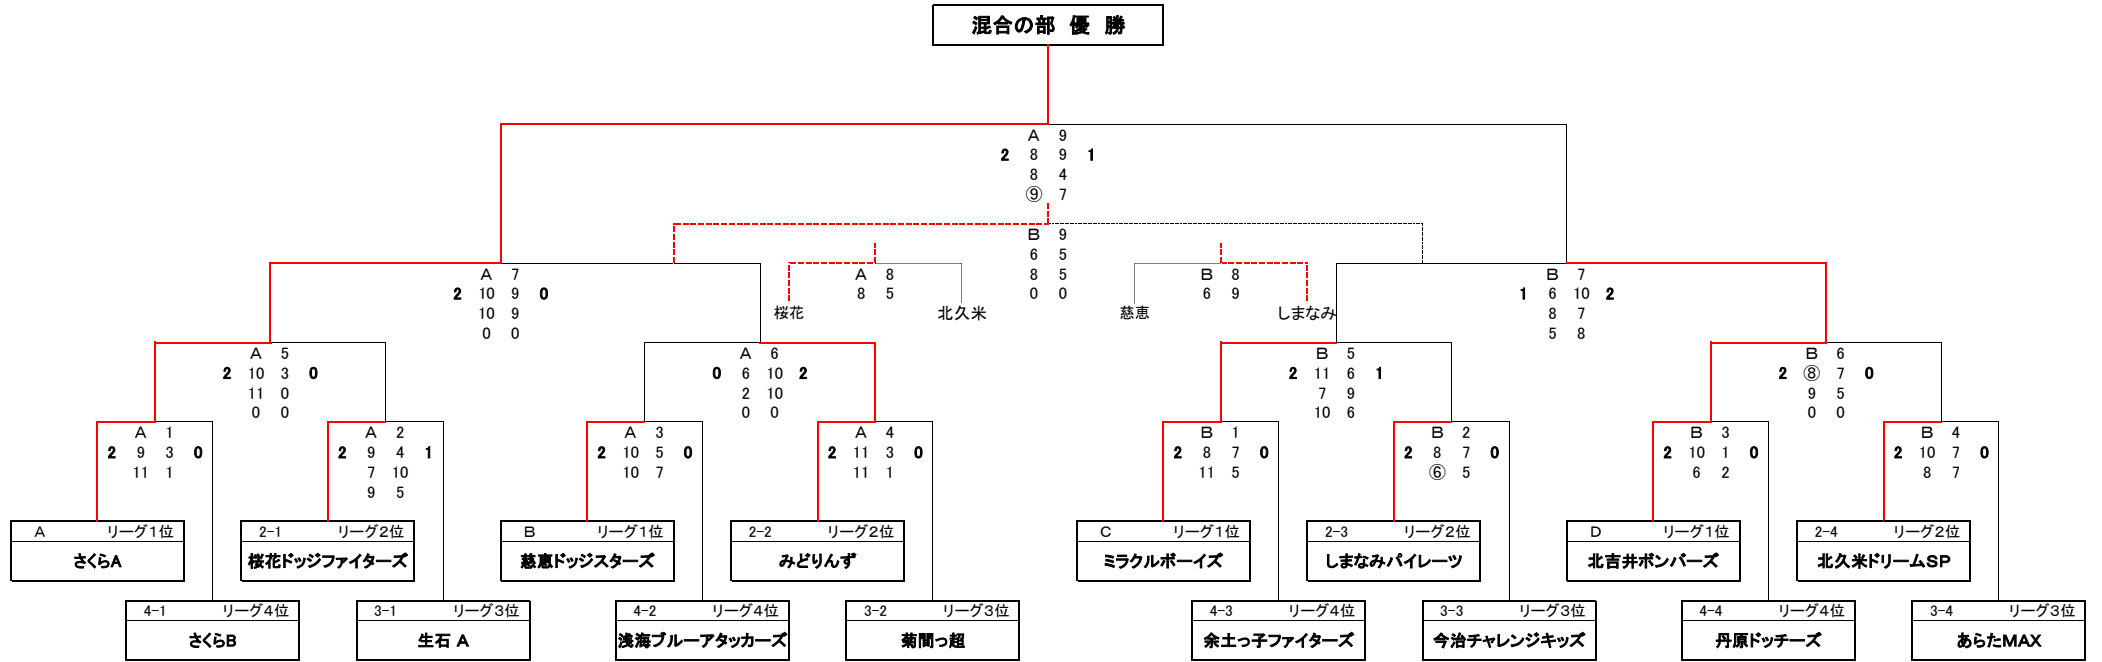 混合の部 優 勝
A 9
2 8 9 1
8 4
⑨ 7
B 9
6 5
8 5
0 0
A 7
2 10 9 0
10 9
0 0
A 8
8 5
桜花 北久米
B 8
6 9
慈恵 しまなみ
B 7
1 6 10 2
8 7
5 8
A 5
2 10 3 0
11 0
0 0
A 6
0 6 10 2
2 10
0 0
B 5
2 11 6 1
7 9
10 6
B 6
2 ⑧ 7 0
9 5
0 0
A 1
2 9 3 0
11 1
A 2
2 9 4 1
7 10
9 5
A 3
2 10 5 0
10 7
A 4
2 11 3 0
11 1
B 1
2 8 7 0
11 5
B 2
2 8 7 0
⑥ 5
B 3
2 10 1 0
6 2
B 4
2 10 7 0
8 7
A リーグ1位
さくらA
2-1 リーグ2位
桜花ドッジファイターズ
B リーグ1位
慈恵ドッジスターズ
2-2 リーグ2位
みどりんず
C リーグ1位
ミラクルボーイズ
2-3 リーグ2位
しまなみパイレーツ
D リーグ1位
北吉井ボンバーズ
2-4 リーグ2位
北久米ドリームSP
4-1 リーグ4位
さくらB
3-1 リーグ3位
生石 A
4-2 リーグ4位
浅海ブルーアタッカーズ
3-2 リーグ3位
菊間っ超
4-3 リーグ4位
余土っ子ファイターズ
3-3 リーグ3位
今治チャレンジキッズ
4-4 リーグ4位
丹原ドッチーズ
3-4 リーグ3位
あらたMAX